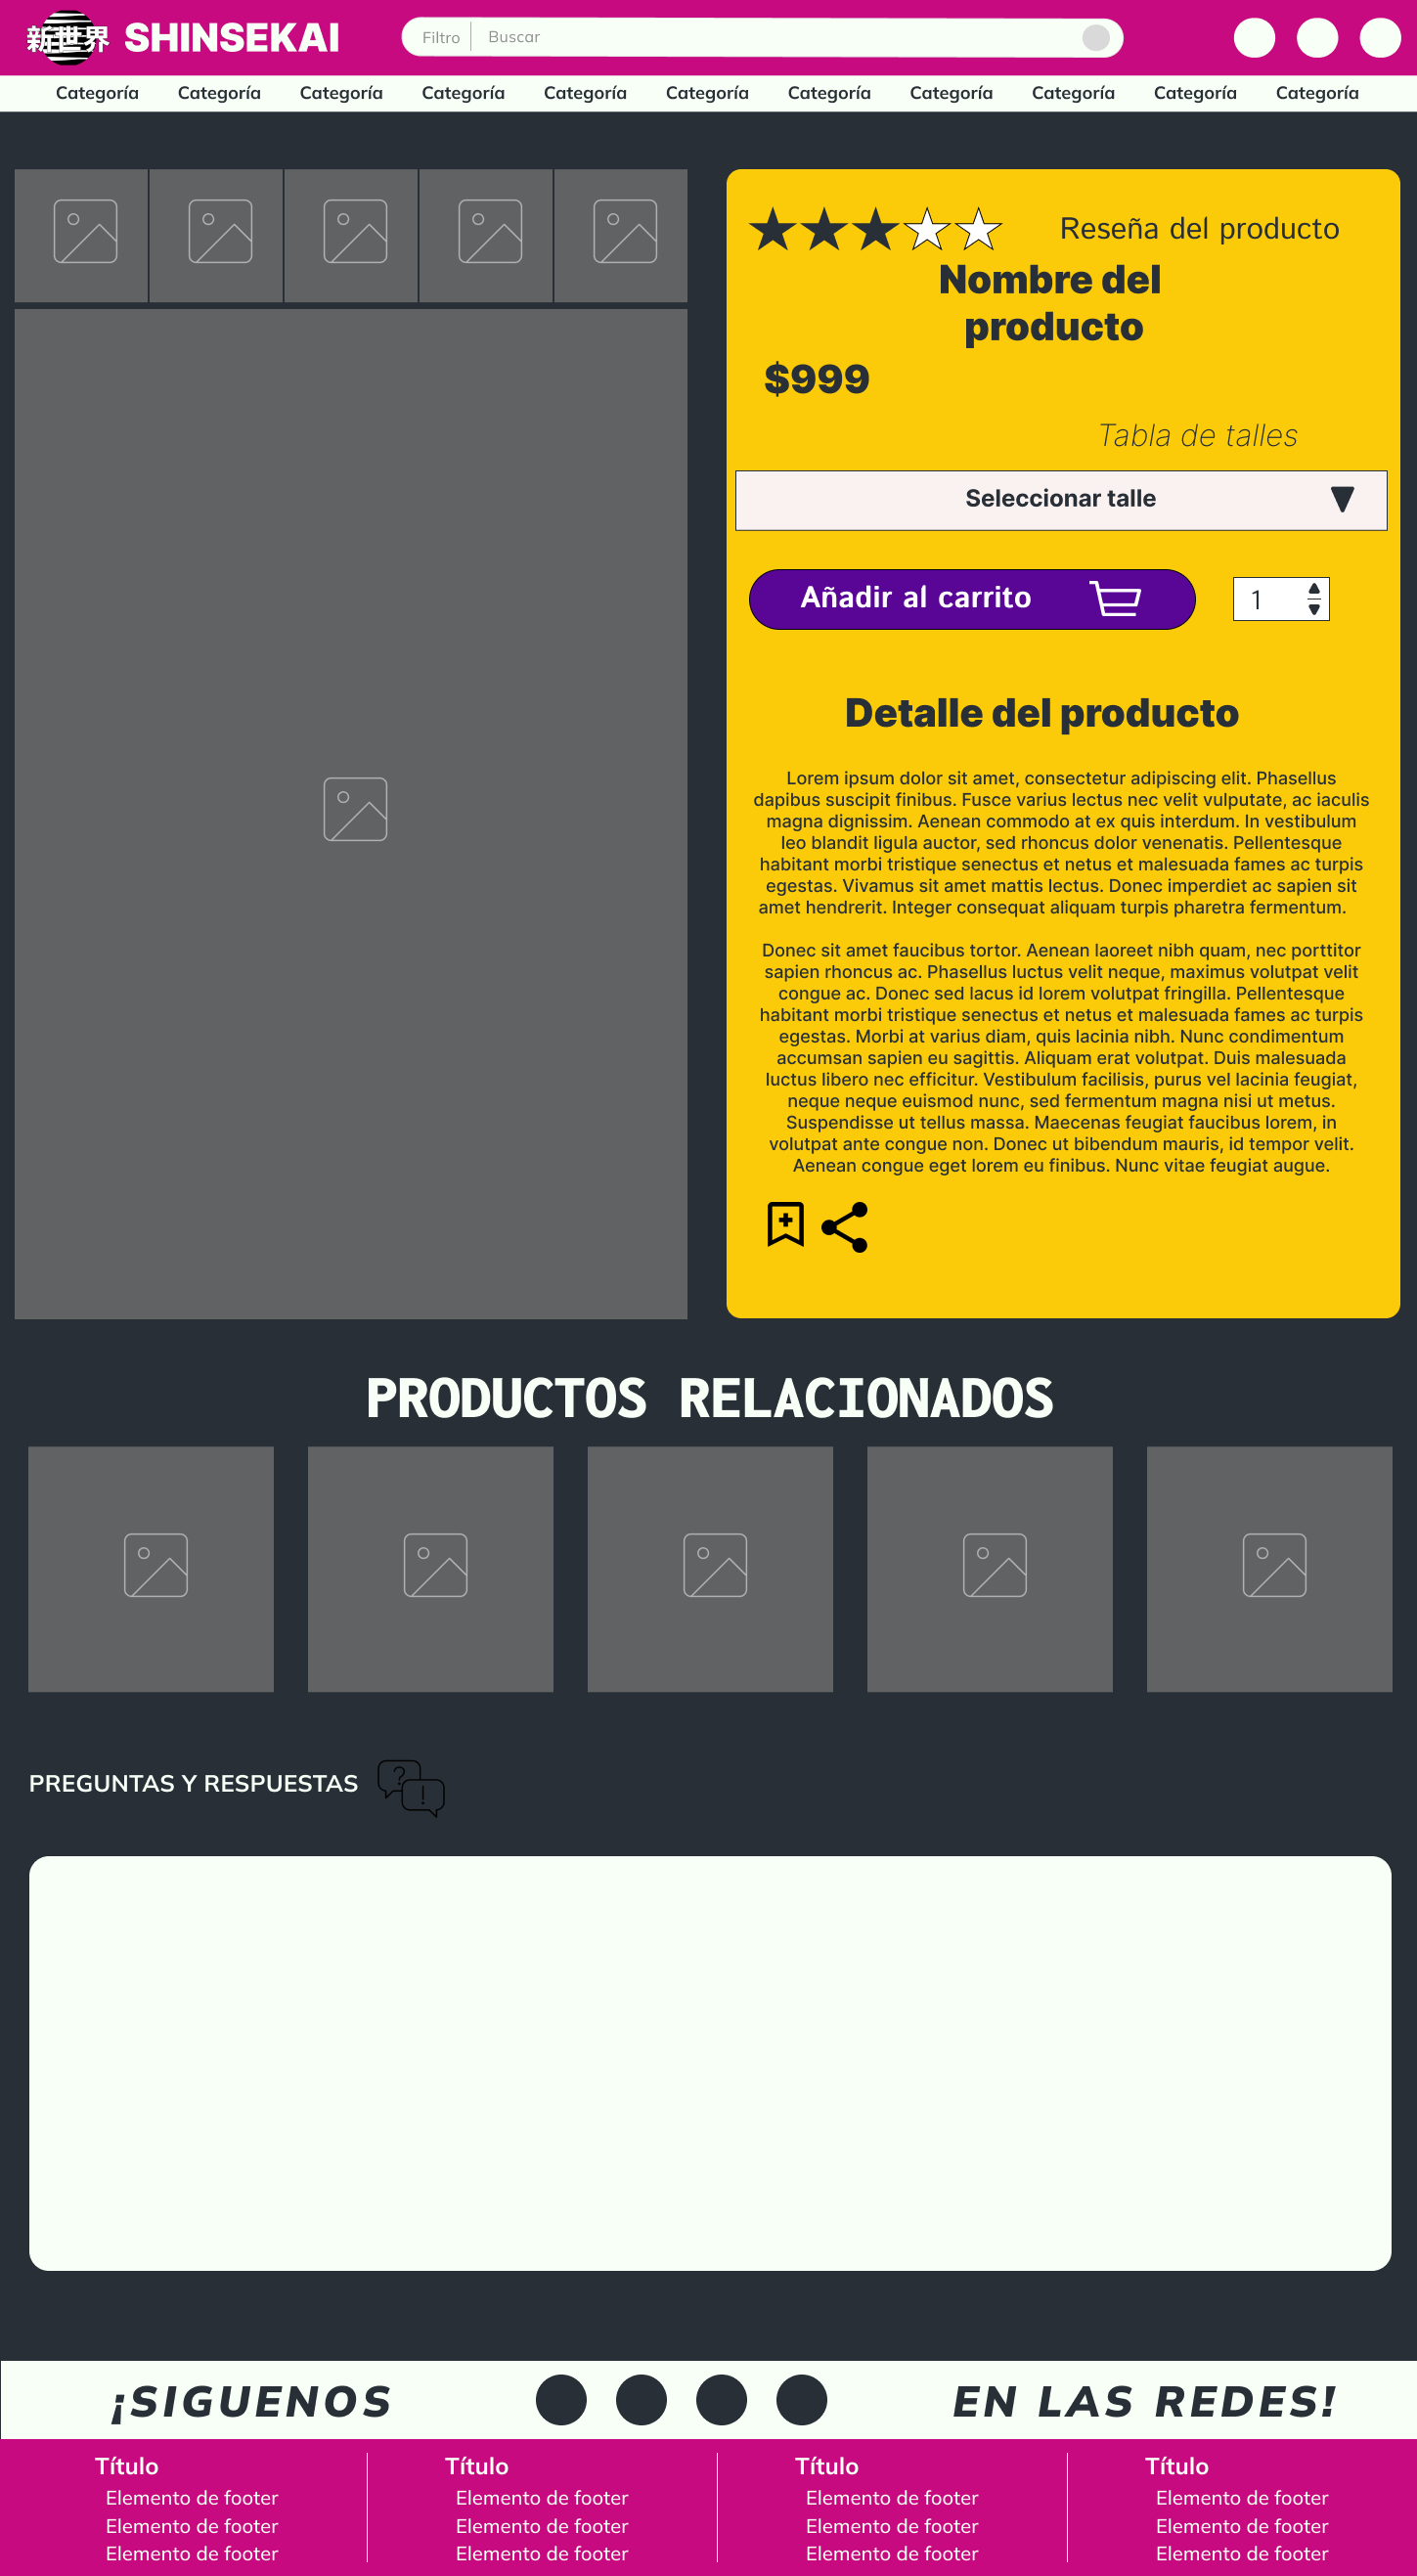 新世界 SHINSEKAI
Filtro Buscar
Categoría Categoría Categoría Categoría Categoría Categoría Categoría Categoría Categoría Categoría Categoría
Reseña del producto
Nombre del
producto
$999
Tabla de talles
Seleccionar talle
Añadir al carrito 1
Detalle del producto
Lorem ipsum dolor sit amet, consectetur adipiscing elit. Phasellus
dapibus suscipit finibus. Fusce varius lectus nec velit vulputate, ac iaculis
magna dignissim. Aenean commodo at ex quis interdum. In vestibulum
leo blandit ligula auctor, sed rhoncus dolor venenatis. Pellentesque
habitant morbi tristique senectus et netus et malesuada fames ac turpis
egestas. Vivamus sit amet mattis lectus. Donec imperdiet ac sapien sit
amet hendrerit. Integer consequat aliquam turpis pharetra fermentum.
Donec sit amet faucibus tortor. Aenean laoreet nibh quam, nec porttitor
sapien rhoncus ac. Phasellus luctus velit neque, maximus volutpat velit
congue ac. Donec sed lacus id lorem volutpat fringilla. Pellentesque
habitant morbi tristique senectus et netus et malesuada fames ac turpis
egestas. Morbi at varius diam, quis lacinia nibh. Nunc condimentum
accumsan sapien eu sagittis. Aliquam erat volutpat. Duis malesuada
luctus libero nec efficitur. Vestibulum facilisis, purus vel lacinia feugiat,
neque neque euismod nunc, sed fermentum magna nisi ut metus.
Suspendisse ut tellus massa. Maecenas feugiat faucibus lorem, in
volutpat ante congue non. Donec ut bibendum mauris, id tempor velit.
Aenean congue eget lorem eu finibus. Nunc vitae feugiat augue.
PRODUCTOS RELACIONADOS
PREGUNTAS Y RESPUESTAS ? !
¡SIGUENOS EN LAS REDES!
Título Título Título Título
Elemento de footer Elemento de footer Elemento de footer Elemento de footer
Elemento de footer Elemento de footer Elemento de footer Elemento de footer
Elemento de footer Elemento de footer Elemento de footer Elemento de footer